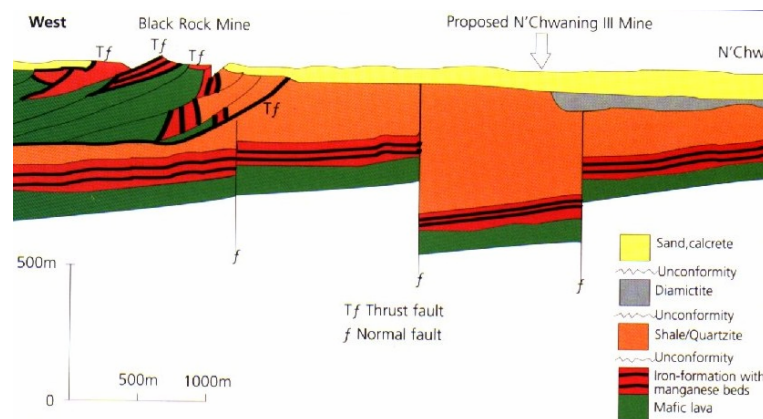 West
Black Rock Mine
Proposed N'Chwaning III Mine
N'Chw
Tf
Tf
Tf
Tf
f
f
f
500m
0
500m
1000m
Tf Thrust fault
f Normal fault
Sand,calcrete
Unconformity
Diamictite
Unconformity
Shale/Quartzite
Unconformity
Iron-formation with
manganese beds
Mafic lava